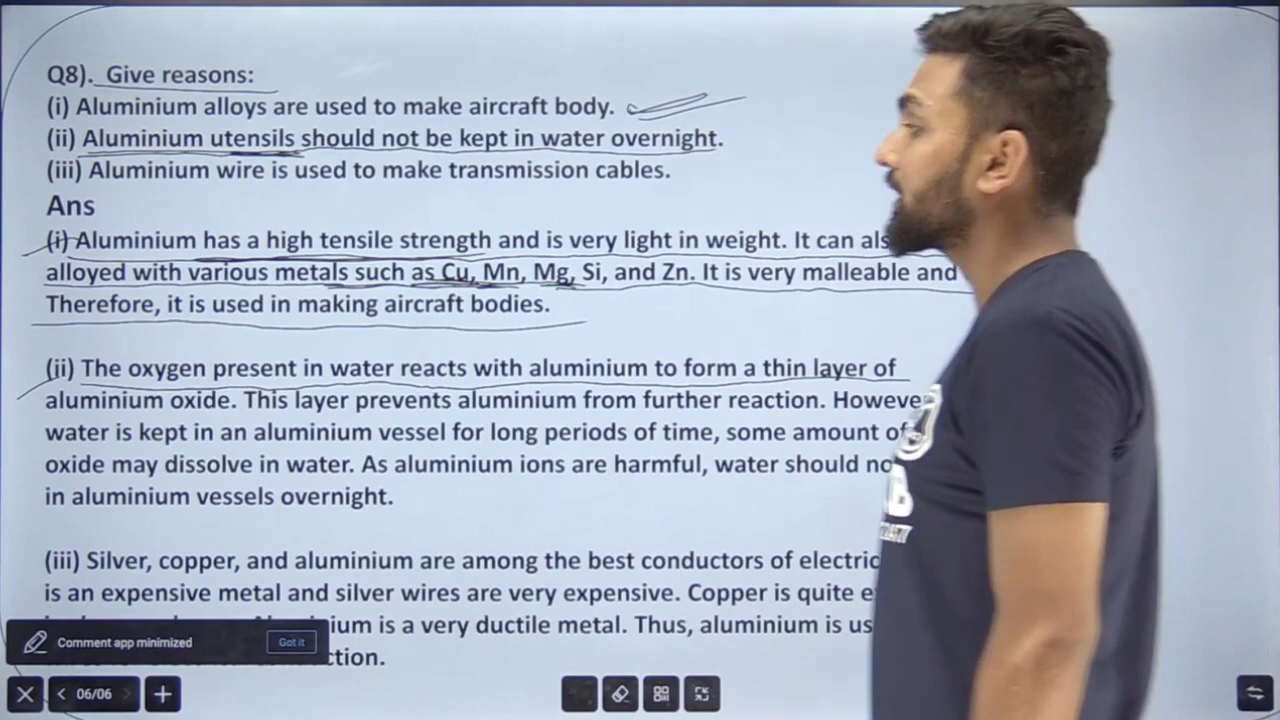 Q8). Give reasons:
(i) Aluminium alloys are used to make aircraft body.
(ii) Aluminium utensils should not be kept in water overnight.
(iii) Aluminium wire is used to make transmission cables.
Ans
(i) Aluminium has a high tensile strength and is very light in weight. It can
alloyed with various metals such as Cu, Mn, Mg, Si, and Zn. It is very malleable and
Therefore, it is used in making aircraft bodies.
(ii) The oxygen present in water reacts with aluminium to form a thin layer of
aluminium oxide. This layer prevents aluminium from further reaction.
water is kept in an aluminium vessel for long periods of time, some amount of
oxide may dissolve in water. As aluminium ions are harmful, water should
in aluminium vessels overnight.
(iii) Silver, copper, and aluminium are among the best conductors of
is an expensive metal and silver wires are very expensive. Copper is quite
is a very ductile metal. Thus, aluminium is
Comment app minimized
Got it
06/06